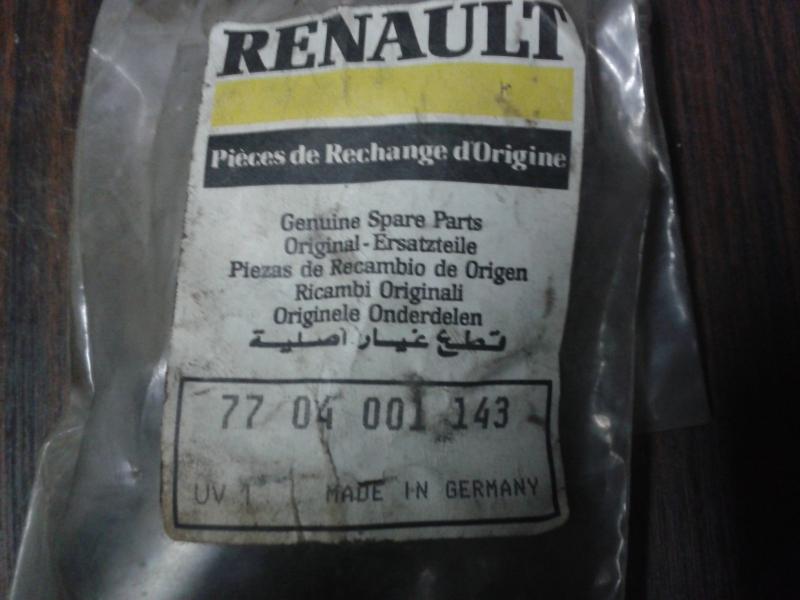 RENAULT
Pièces de Rechange d'Origine
Genuine Spare Parts
Original-Ersatzteile
Piezas de Recambio de Origen
Ricambi Originali
Originele Onderdelen
قطع غيار أصلية
77 04 001 143
UV 1 MADE IN GERMANY